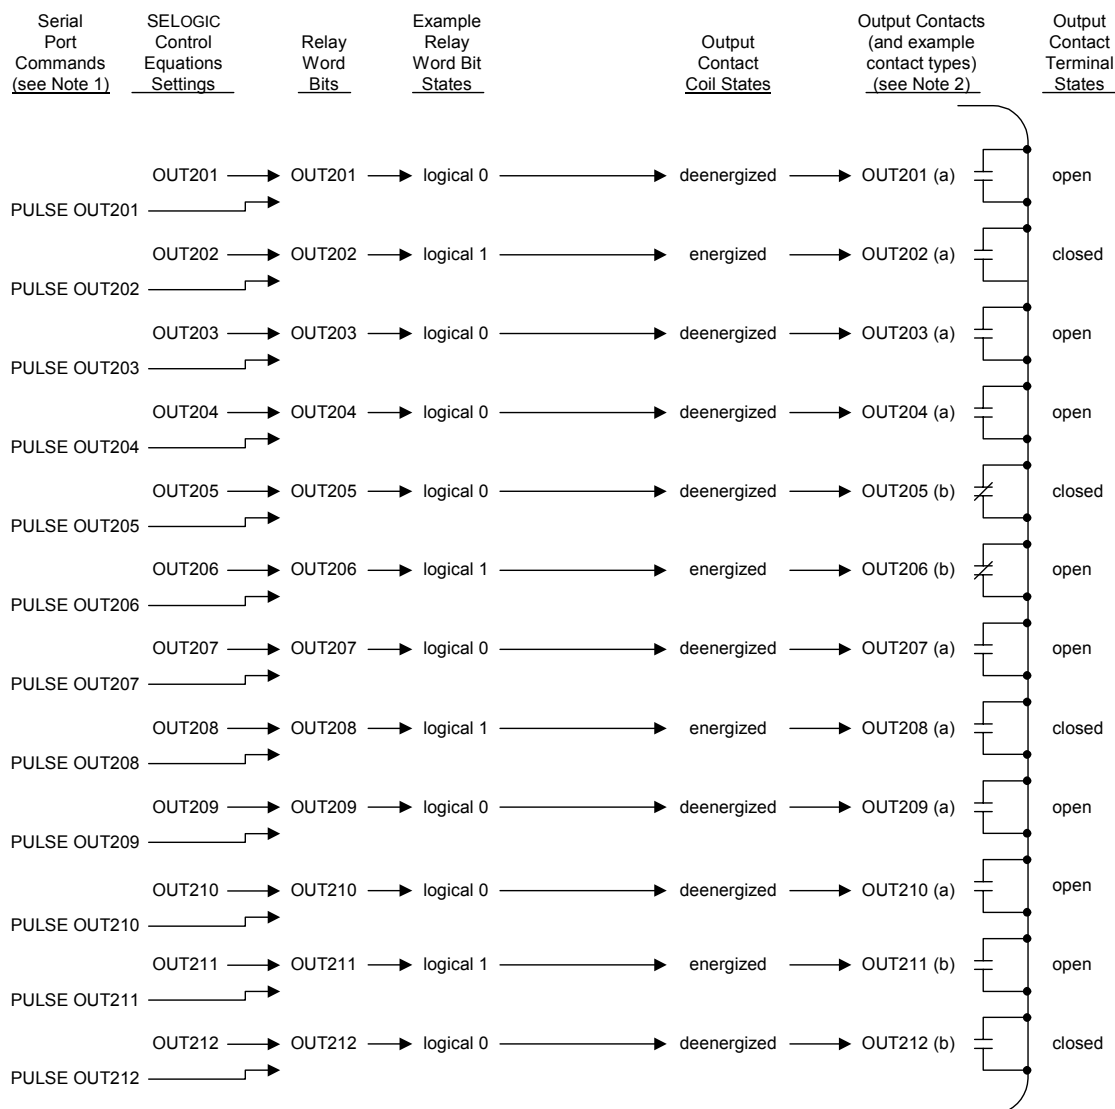 Serial
Port
Commands
(see Note 1)
SELOGIC
Control
Equations
Settings
Relay
Word
Bits
Example
Relay
Word Bit
States
Output
Contact
Coil States
Output Contacts
(and example
contact types)
(see Note 2)
Output
Contact
Terminal
States
OUT201 OUT201 logical 0 deenergized OUT201 (a) open
PULSE OUT201
OUT202 OUT202 logical 1 energized OUT202 (a) closed
PULSE OUT202
OUT203 OUT203 logical 0 deenergized OUT203 (a) open
PULSE OUT203
OUT204 OUT204 logical 0 deenergized OUT204 (a) open
PULSE OUT204
OUT205 OUT205 logical 0 deenergized OUT205 (b) closed
PULSE OUT205
OUT206 OUT206 logical 1 energized OUT206 (b) open
PULSE OUT206
OUT207 OUT207 logical 0 deenergized OUT207 (a) open
PULSE OUT207
OUT208 OUT208 logical 1 energized OUT208 (a) closed
PULSE OUT208
OUT209 OUT209 logical 0 deenergized OUT209 (a) open
PULSE OUT209
OUT210 OUT210 logical 0 deenergized OUT210 (a) open
PULSE OUT210
OUT211 OUT211 logical 1 energized OUT211 (b) open
PULSE OUT211
OUT212 OUT212 logical 0 deenergized OUT212 (b) closed
PULSE OUT212